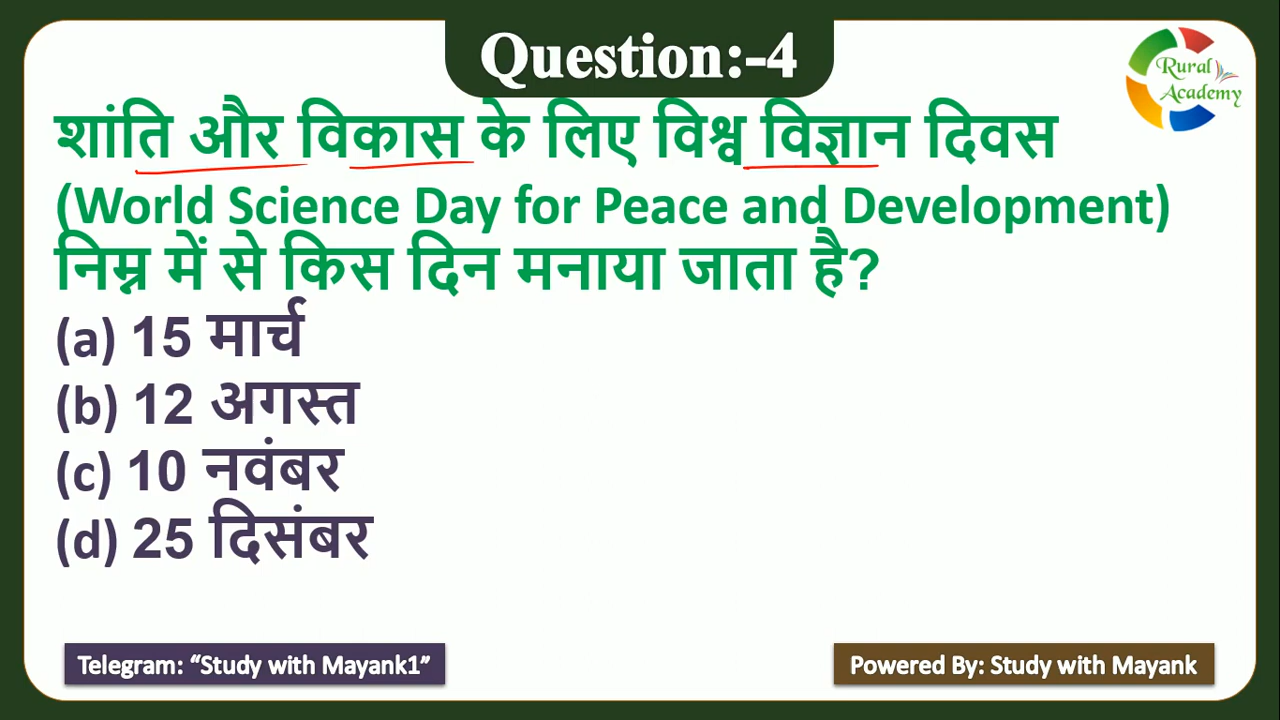 Question:-4
Rural
Academy
शांति और विकास के लिए विश्व विज्ञान दिवस
(World Science Day for Peace and Development)
निम्न में से किस दिन मनाया जाता है?
(a) 15 मार्च
(b) 12 अगस्त
(c) 10 नवंबर
(d) 25 दिसंबर
Telegram: “Study with Mayank1”
Powered By: Study with Mayank